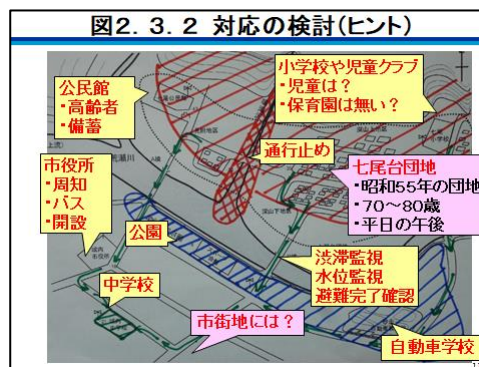 図2.3.2 対応の検討(ヒント)
公民館
・高齢者
・備蓄
小学校や児童クラブ
・児童は?
・保育園は無い?
通行止め
市役所
・周知
・バス
・開設
七尾台団地
・昭和55年の団地
・70～80歳
・平日の午後
公園
渋滞監視
水位監視
避難完了確認
中学校
市街地には?
自動車学校